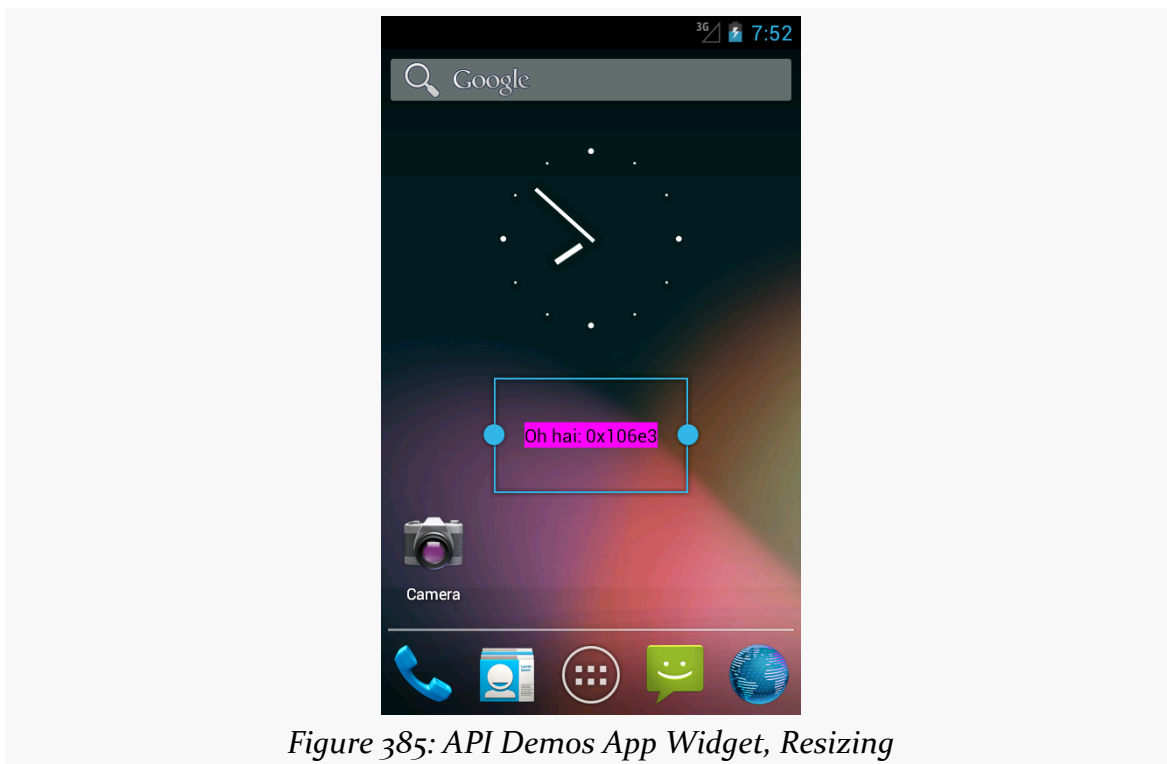 3G 7:52
Google
Oh hai: 0x106e3
Camera
Figure 385: API Demos App Widget, Resizing